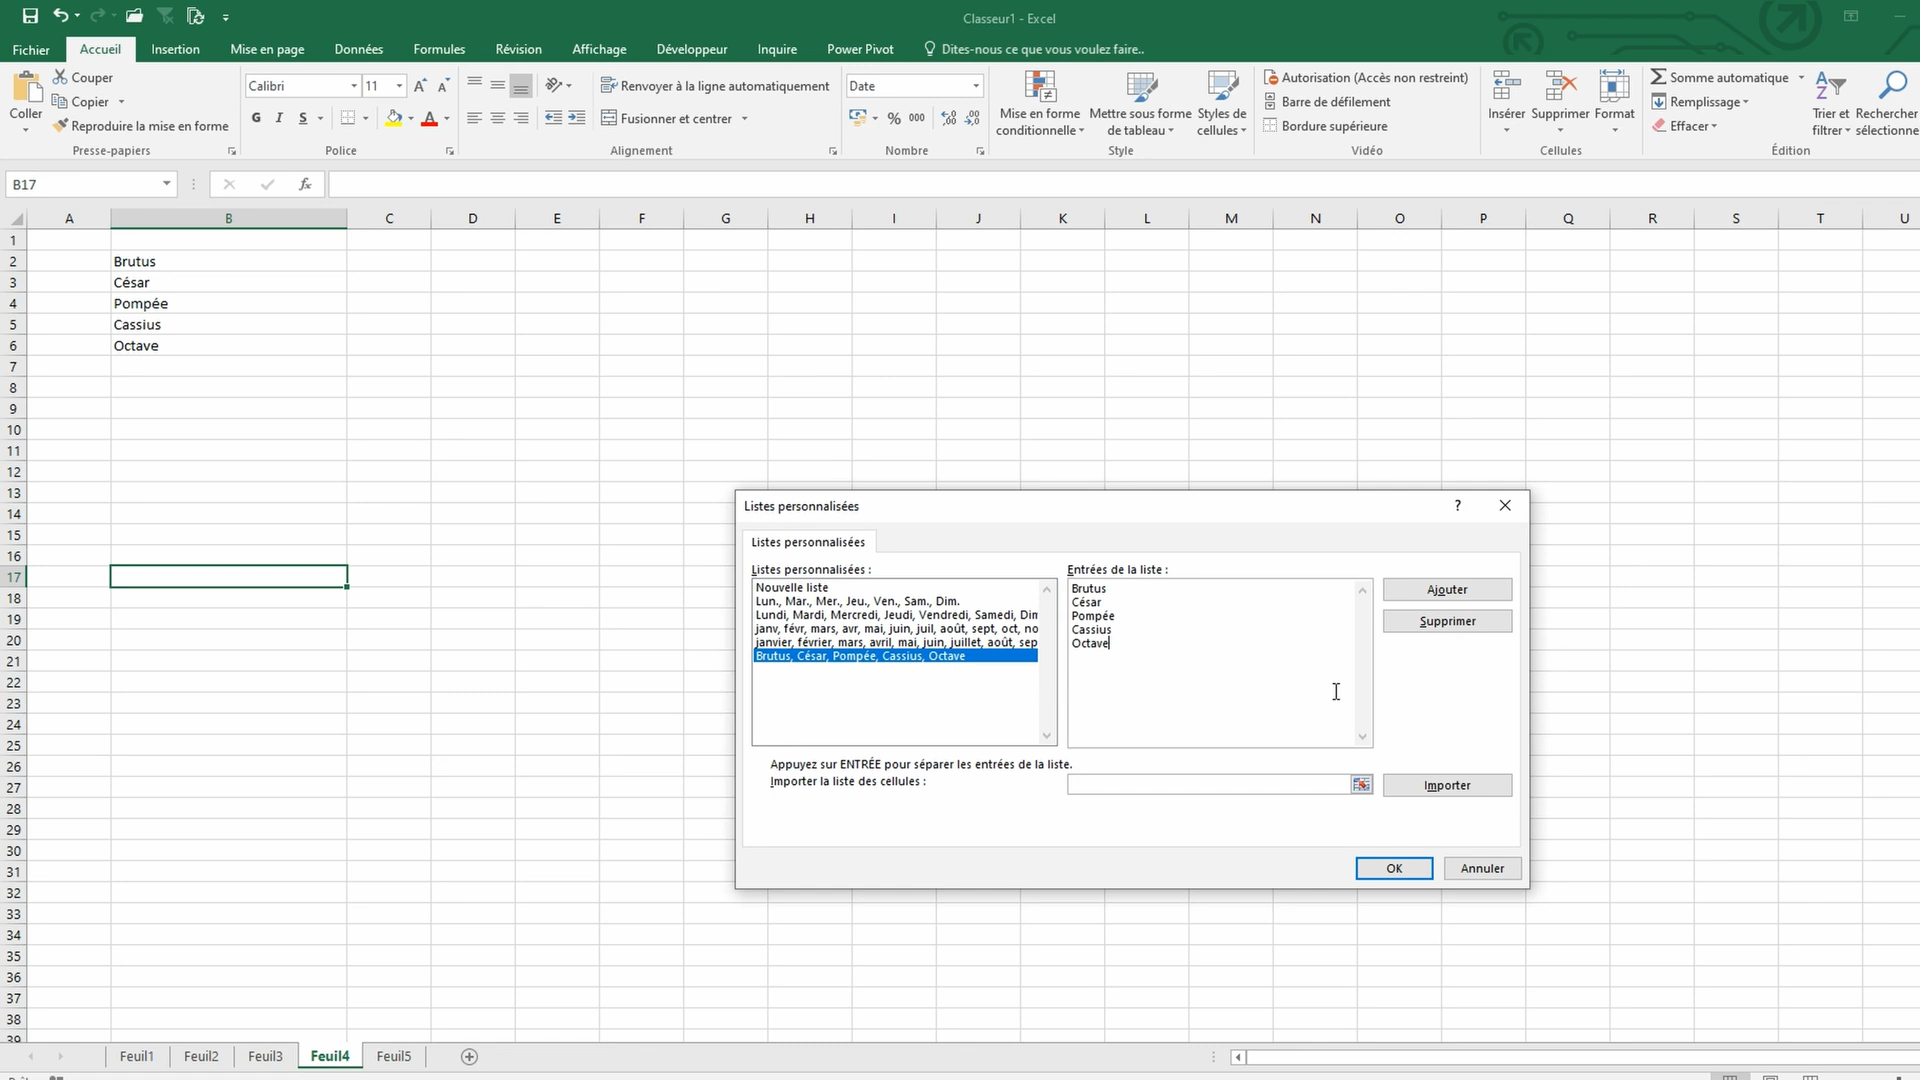 Classeur1 - Excel
Fichier Accueil Insertion Mise en page Données Formules Révision Affichage Développeur Inquire Power Pivot Dites-nous ce que vous voulez faire..
Coller
Couper
Copier
Reproduire la mise en forme
Presse-papiers
Calibri 11
G I S
Police
Renvoyer à la ligne automatiquement
Fusionner et centrer
Alignement
Date
% 000
Nombre
Mise en forme conditionnelle
Mettre sous forme de tableau
Styles de cellules
Style
Autorisation (Accès non restreint)
Barre de défilement
Bordure supérieure
Vidéo
Insérer Supprimer Format
Cellules
Somme automatique
Remplissage
Effacer
Trier et filtrer
Rechercher
sélectionne
Édition
B17 fx
A B C D E F G H I J K L M N O P Q R S T U
1
2 Brutus
3 César
4 Pompée
5 Cassius
6 Octave
7
8
9
10
11
12
13
14
15
16
17
18
19
20
21
22
23
24
25
26
27
28
29
30
31
32
33
34
35
36
37
38
39
Listes personnalisées ?
Listes personnalisées
Listes personnalisées :
Nouvelle liste
Lun., Mar., Mer., Jeu., Ven., Sam., Dim.
Lundi, Mardi, Mercredi, Jeudi, Vendredi, Samedi, Dim
janv, févr, mars, avr, mai, juin, juil, août, sept, oct, no
janvier, février, mars, avril, mai, juin, juillet, août, sep
Brutus, César, Pompée, Cassius, Octave
Entrées de la liste :
Brutus
César
Pompée
Cassius
Octave
Ajouter
Supprimer
Appuyez sur ENTRÉE pour séparer les entrées de la liste.
Importer la liste des cellules :
Importer
OK Annuler
Feuil1 Feuil2 Feuil3 Feuil4 Feuil5